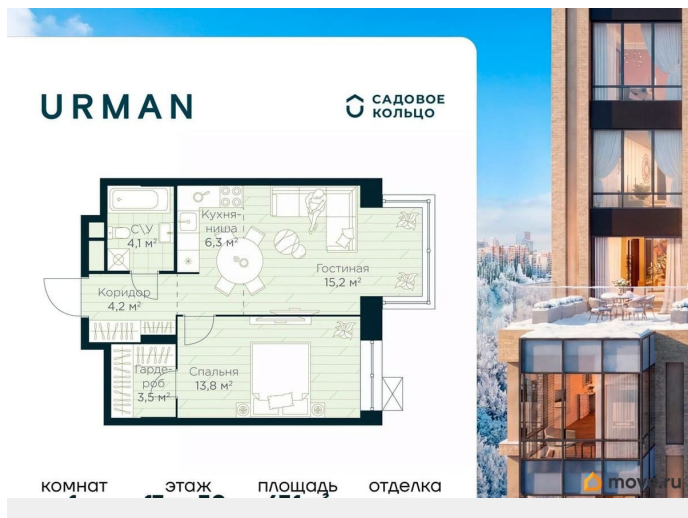 URMAN
САДОВОЕ
КОЛЬЦО
С\У
4,1 м²
Кухня-
ниша
6,3 м²
Гостиная
15,2 м²
Коридор
4,2 м²
Гарде-
роб
3,5 м²
Спальня
13,8 м²
комнат этаж площадь отделка
move.ru